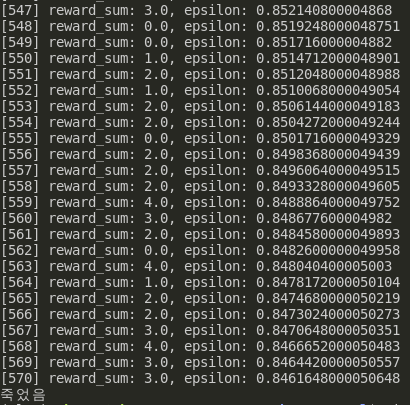 [547] reward_sum: 3.0, epsilon: 0.852140800004868
[548] reward_sum: 0.0, epsilon: 0.8519248000048751
[549] reward_sum: 0.0, epsilon: 0.851716000004882
[550] reward_sum: 1.0, epsilon: 0.8514712000048901
[551] reward_sum: 2.0, epsilon: 0.8512048000048988
[552] reward_sum: 1.0, epsilon: 0.8510068000049054
[553] reward_sum: 2.0, epsilon: 0.8506144000049183
[554] reward_sum: 2.0, epsilon: 0.8504272000049244
[555] reward_sum: 0.0, epsilon: 0.8501716000049329
[556] reward_sum: 2.0, epsilon: 0.8498368000049439
[557] reward_sum: 2.0, epsilon: 0.8496064000049515
[558] reward_sum: 2.0, epsilon: 0.8493328000049605
[559] reward_sum: 4.0, epsilon: 0.8488864000049752
[560] reward_sum: 3.0, epsilon: 0.848677600004982
[561] reward_sum: 2.0, epsilon: 0.8484580000049893
[562] reward_sum: 0.0, epsilon: 0.8482600000049958
[563] reward_sum: 4.0, epsilon: 0.848040400005003
[564] reward_sum: 1.0, epsilon: 0.8478172000050104
[565] reward_sum: 2.0, epsilon: 0.8474680000050219
[566] reward_sum: 2.0, epsilon: 0.8473024000050273
[567] reward_sum: 3.0, epsilon: 0.8470648000050351
[568] reward_sum: 4.0, epsilon: 0.8466652000050483
[569] reward_sum: 3.0, epsilon: 0.8464420000050557
[570] reward_sum: 3.0, epsilon: 0.8461648000050648
죽었음